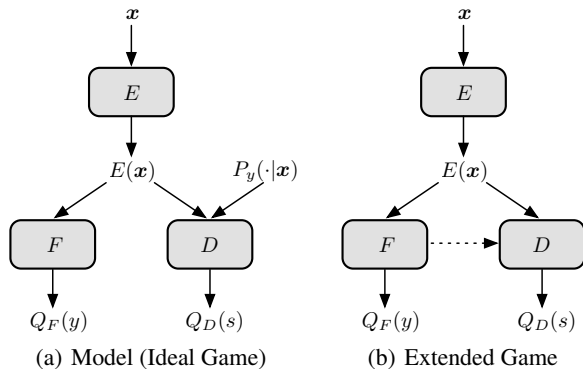 x x
E E
E(x) P_y(·|x) E(x)
F D F D
Q_F(y) Q_D(s) Q_F(y) Q_D(s)
(a) Model (Ideal Game) (b) Extended Game